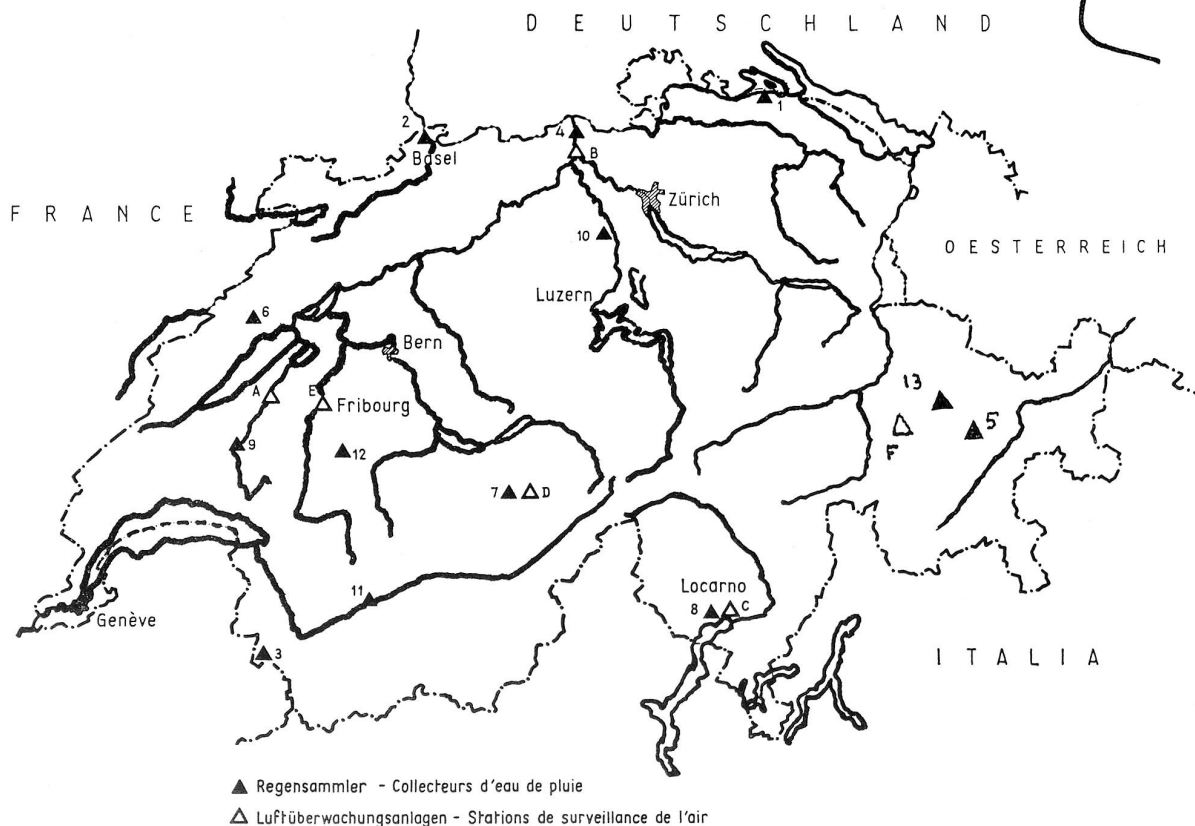 DEUTSCHLAND
1
2
4
Basel
B
Zürich
FRANCE
10
OESTERREICH
Luzern
6
Bern
13
A
E
Fribourg
5
F
9
12
7
D
Locarno
11
8
C
Genève
3
ITALIA
▲ Regensammler - Collecteurs d'eau de pluie
△ Luftüberwachungsanlagen - Stations de surveillance de l'air